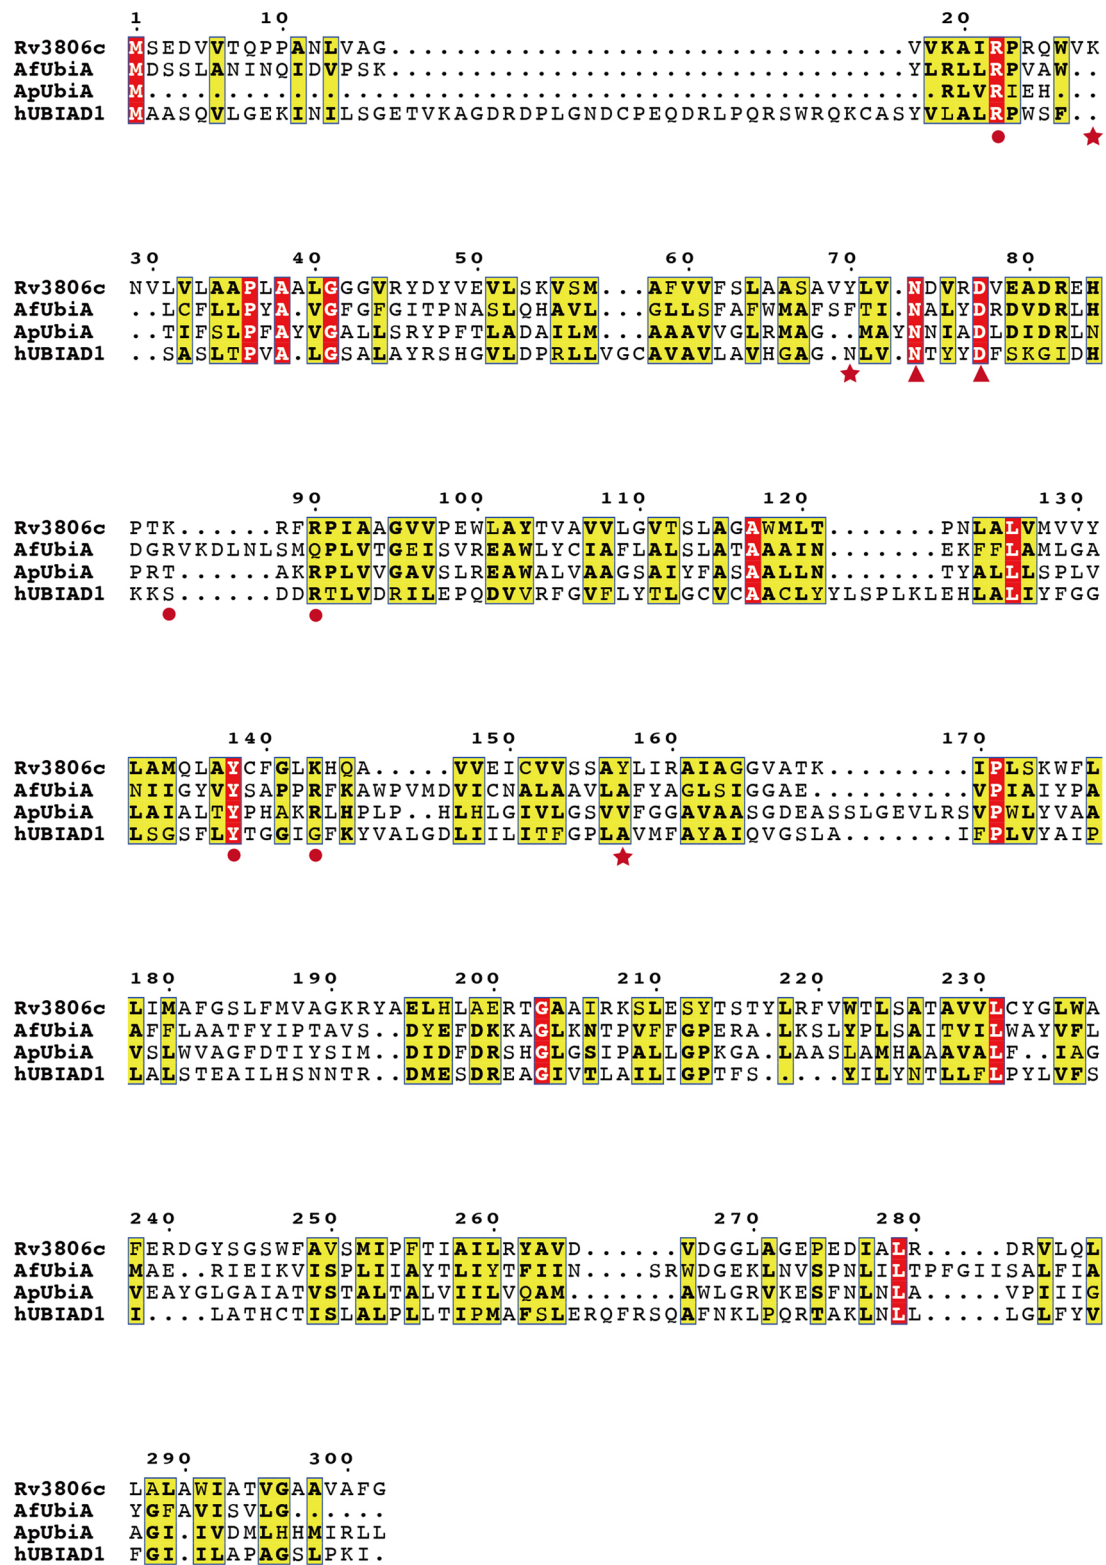 1 10 20
Rv3806c MSEDVVTQPPANLVAG................................VVKAIRPRQWVK
AfUbiA MDSSLANINQIDVPSK................................YLRLLRPVAW..
ApUbiA M.................................................RLVRIEH...
hUBIAD1 MAASQVLGEKINILSGETVKAGDRDPLGNDCPEQDRLPQRSWRQKCASYVLALRPWSF..
30 40 50 60 70 80
Rv3806c NVLVLAAPLAALGGGVRYDYVEVLSKVSM...AFVVFSLAASAVYLV.NDVRDVEADREH
AfUbiA ..LCFLLPYA.VGFGFGITPNASLQHAVL...GLLSFAFWMAFSFTI.NALYDRDVDRLH
ApUbiA ..TIFSLPFAYVGALLSRYPFTLADAILM...AAAVVGLRMAG.MAYNNIADLDIDRLN
hUBIAD1 ..SASLTPVA.LGSALAYRSHGVLDPRLLVGCAVAVLAVHGAG.NLV.NTYYDFSKGIDH
90 100 110 120 130
Rv3806c PTK......RFRPIAAGVVPEWLAYTVAVVLGVTSLAGAWMLT.......PNLALVMVVY
AfUbiA DGRVKDLNLSMQPLVTGEISVREAWLYCIAFLALSLATAAAIN.......EKFFLAMLGA
ApUbiA PRT......AKRPLVVGAVSLREAWALVAAGSAIYFASAALLN.......TYALLLSPLV
hUBIAD1 KKS......DDRTLVDRILEPQDVVRFGVFLYTLGCVCAACLYYLSPLKLEHLALIYFGG
140 150 160 170
Rv3806c LAMQLAYCFGLKHQA.....VVEICVVSSAYLIRAIAGGVATK.........IPLSKWFL
AfUbiA NIIGYVYSAPPRFKAWPVMDVICNALAAVLAFYAGLSIGGAE..........VPIAIYPA
ApUbiA LAIALTYPHAKRLHPLP..HLHLGIVLGSVVFGGAVAASGDEASSLGEVLRSVPWLYVAA
hUBIAD1 LSGSFLYTGGIGFKYVALGDLIILITFGPLAVMFAYAIQVGSLA.......IFPLVYAIP
180 190 200 210 220 230
Rv3806c LIMAFGSLFMVAGKRYAELHLAERTGAAIRKSLESYTSTYLRFVWTLSATAVVLCYGLWA
AfUbiA AFFLAATFYIPTAVS..DYEFDKKAGLKNTPVFFGPERA.LKSLYPLSAITVILWAYVFL
ApUbiA VSLWVAGFDTIYSIM..DIDFDRSHGLGSIPALLGPKGA.LAASLAMHAAAVALF..IAG
hUBIAD1 LALSTEAILHSNNTR..DMESDREAGIVTLAILIGPTFS.....YILYNTLLFLPYLVFS
240 250 260 270 280
Rv3806c FERDGYSGSWFAVSMIPFTIAILRYAVD......VDGGLAGEPEDIALR.....DRVLQL
AfUbiA MAE..RIEIKVISPLIIAYTLIYTFIIN....SRWDGEKLNVSPNLILTPFGIISALFIA
ApUbiA VEAYGLGAIATVSTALTALVIILVQAM.......AWLGRVKESFNLNLA.....VPIIIG
hUBIAD1 I....LATHCTISLALPLLTIPMAFSLERQFRSQAFNKLPQRTAKLNLL.....LGLFYV
290 300
Rv3806c LALAWIATVGAAVAFG
AfUbiA YGFAVISVLG......
ApUbiA AGI.IVDMLHHMIRLL
hUBIAD1 FGI.ILAPAGSLPKI.